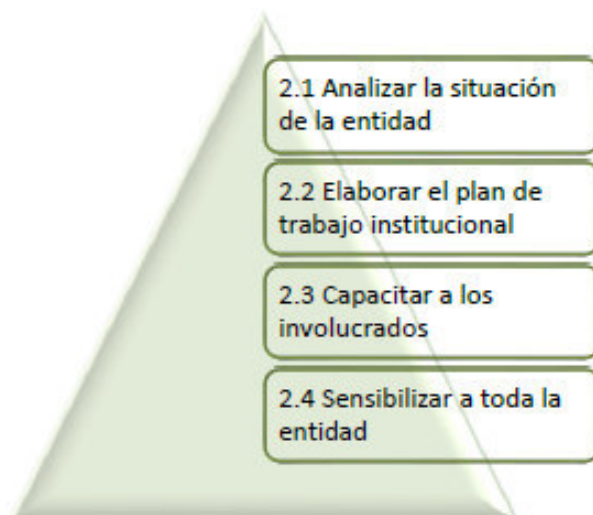 2.1 Analizar la situación
de la entidad
2.2 Elaborar el plan de
trabajo institucional
2.3 Capacitar a los
involucrados
2.4 Sensibilizar a toda la
entidad